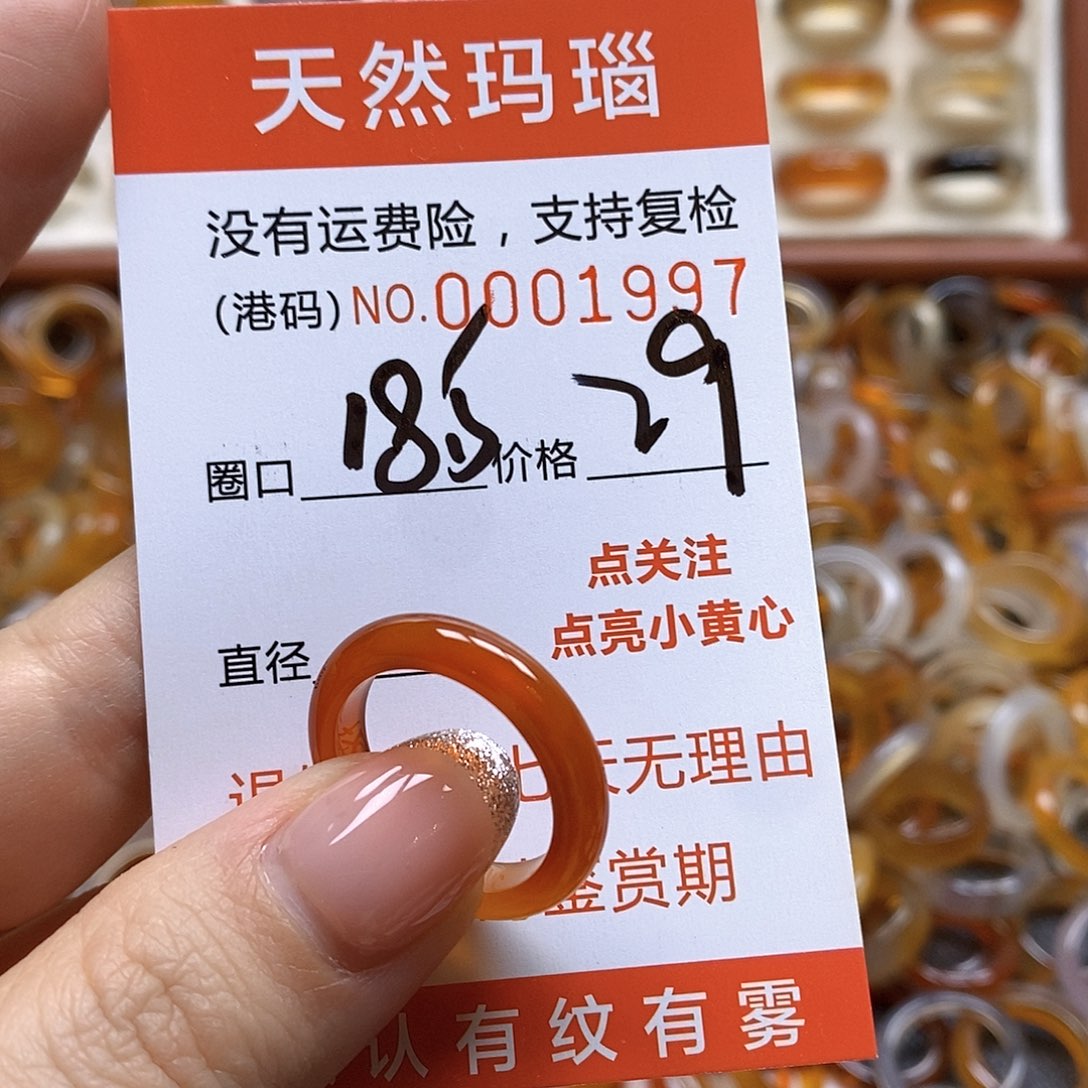 天然玛瑙
没有运费险，支持复检
(港码) NO.0001997
圈口 18.5 价格 29
点关注
点亮小黄心
直径
天无理由
鉴赏期
认有纹有雾